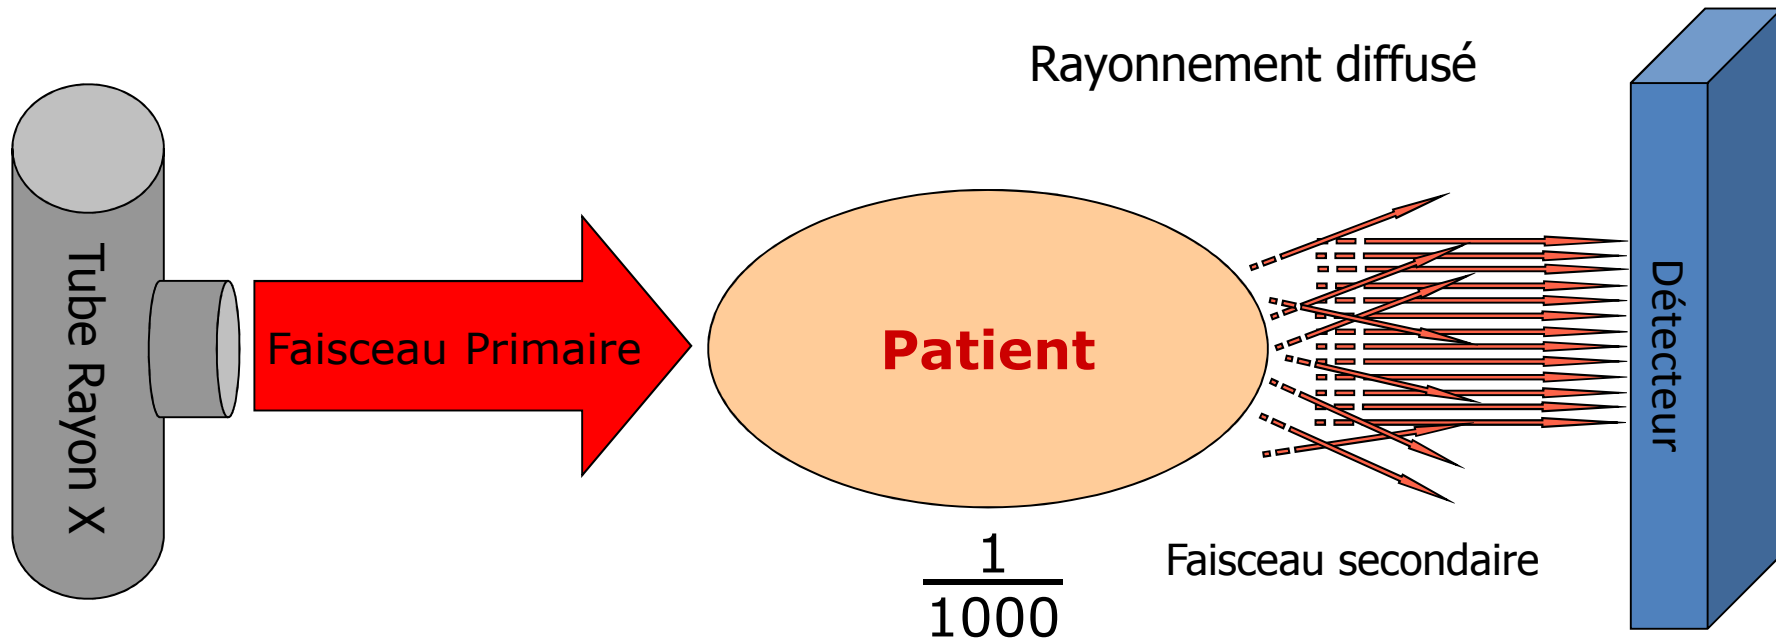 Rayonnement diffusé
Tube Rayon X
Faisceau Primaire
Patient
Détecteur
1
1000
Faisceau secondaire